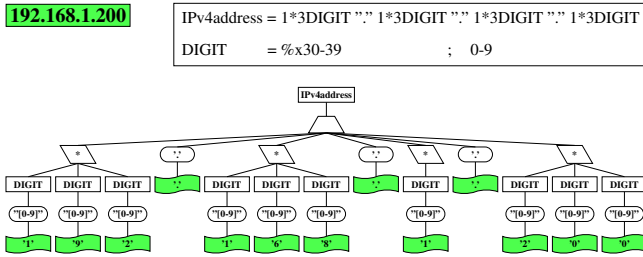 192.168.1.200
IPv4address = 1*3DIGIT ”.” 1*3DIGIT ”.” 1*3DIGIT ”.” 1*3DIGIT
DIGIT = %x30-39 ; 0-9
IPv4address
* '.' * '.' * '.' *
DIGIT DIGIT DIGIT '.' DIGIT DIGIT DIGIT '.' DIGIT '.' DIGIT DIGIT DIGIT
"[0-9]" "[0-9]" "[0-9]" "[0-9]" "[0-9]" "[0-9]" "[0-9]" "[0-9]" "[0-9]" "[0-9]"
'1' '9' '2' '1' '6' '8' '1' '2' '0' '0'